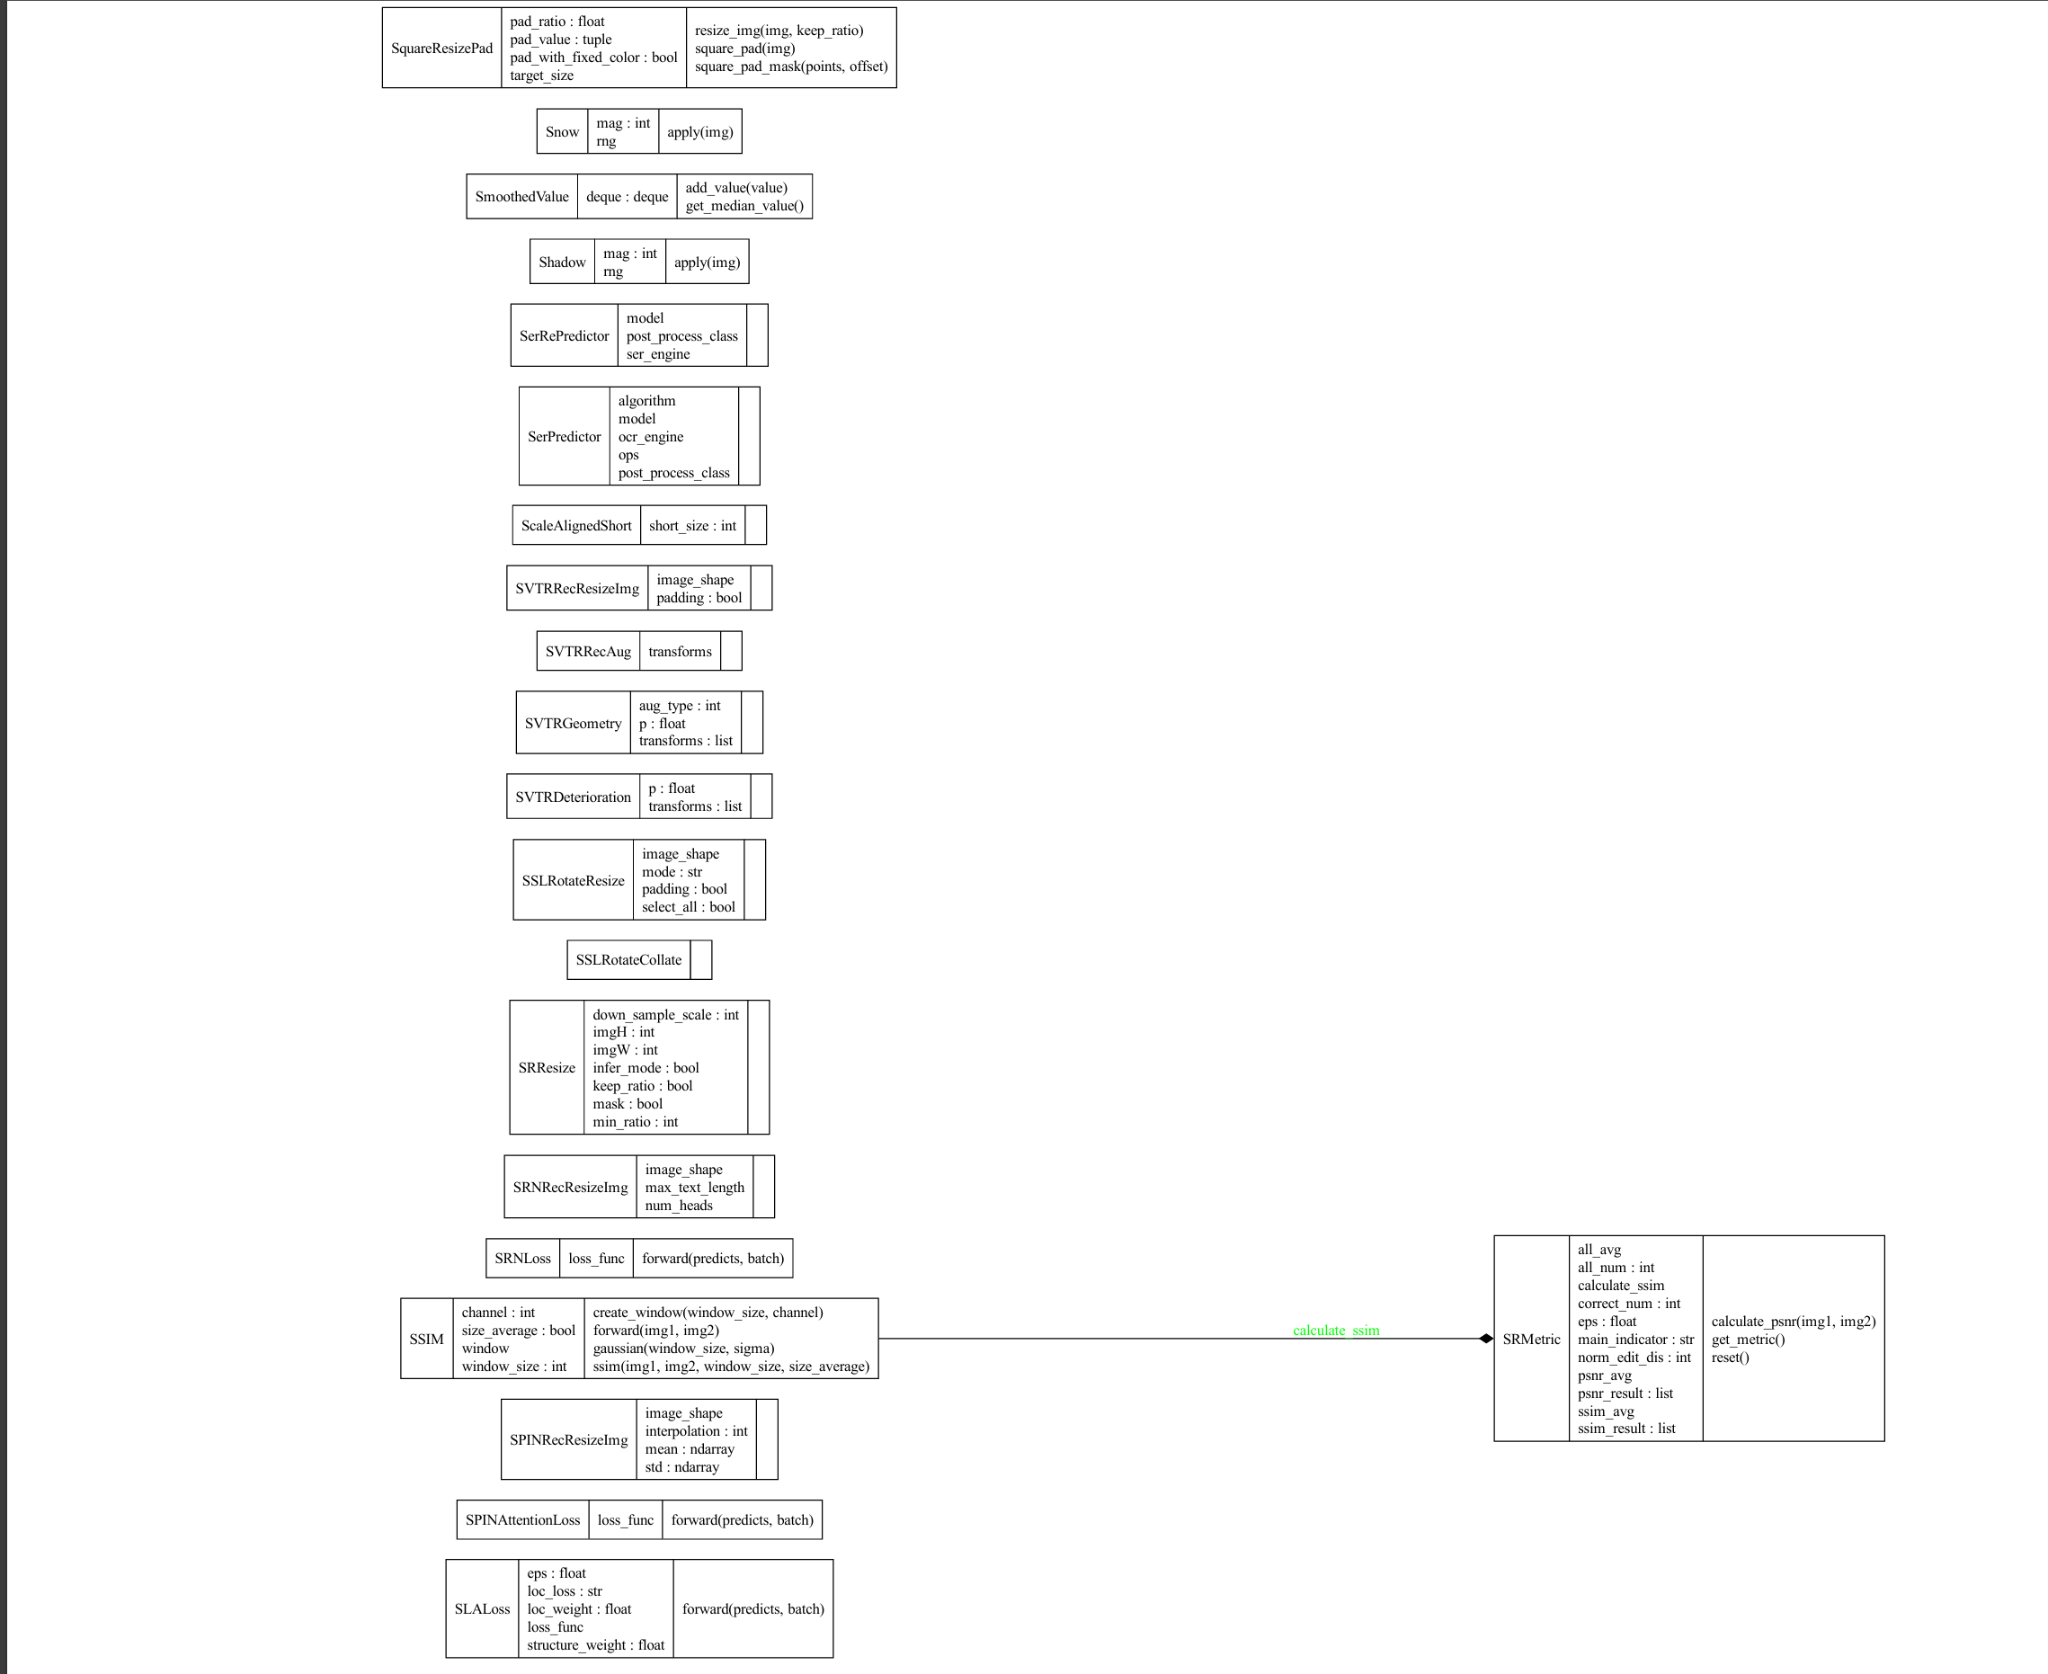 SquareResizePad
pad_ratio : float
pad_value : tuple
pad_with_fixed_color : bool
target_size
resize_img(img, keep_ratio)
square_pad(img)
square_pad_mask(points, offset)
Snow
mag : int
rng
apply(img)
SmoothedValue
deque : deque
add_value(value)
get_median_value()
Shadow
mag : int
rng
apply(img)
SerRePredictor
model
post_process_class
ser_engine
SerPredictor
algorithm
model
ocr_engine
ops
post_process_class
ScaleAlignedShort
short_size : int
SVTRRecResizeImg
image_shape
padding : bool
SVTRRecAug
transforms
SVTRGeometry
aug_type : int
p : float
transforms : list
SVTRDeterioration
p : float
transforms : list
SSLRotateResize
image_shape
mode : str
padding : bool
select_all : bool
SSLRotateCollate
SRResize
down_sample_scale : int
imgH : int
imgW : int
infer_mode : bool
keep_ratio : bool
mask : bool
min_ratio : int
SRNRecResizeImg
image_shape
max_text_length
num_heads
SRNLoss
loss_func
forward(predicts, batch)
SSIM
channel : int
size_average : bool
window
window_size : int
create_window(window_size, channel)
forward(img1, img2)
gaussian(window_size, sigma)
ssim(img1, img2, window_size, size_average)
calculate_ssim
SRMetric
all_avg
all_num : int
calculate_ssim
correct_num : int
eps : float
main_indicator : str
norm_edit_dis : int
psnr_avg
psnr_result : list
ssim_avg
ssim_result : list
calculate_psnr(img1, img2)
get_metric()
reset()
SPINRecResizeImg
image_shape
interpolation : int
mean : ndarray
std : ndarray
SPINAttentionLoss
loss_func
forward(predicts, batch)
SLALoss
eps : float
loc_loss : str
loc_weight : float
loss_func
structure_weight : float
forward(predicts, batch)